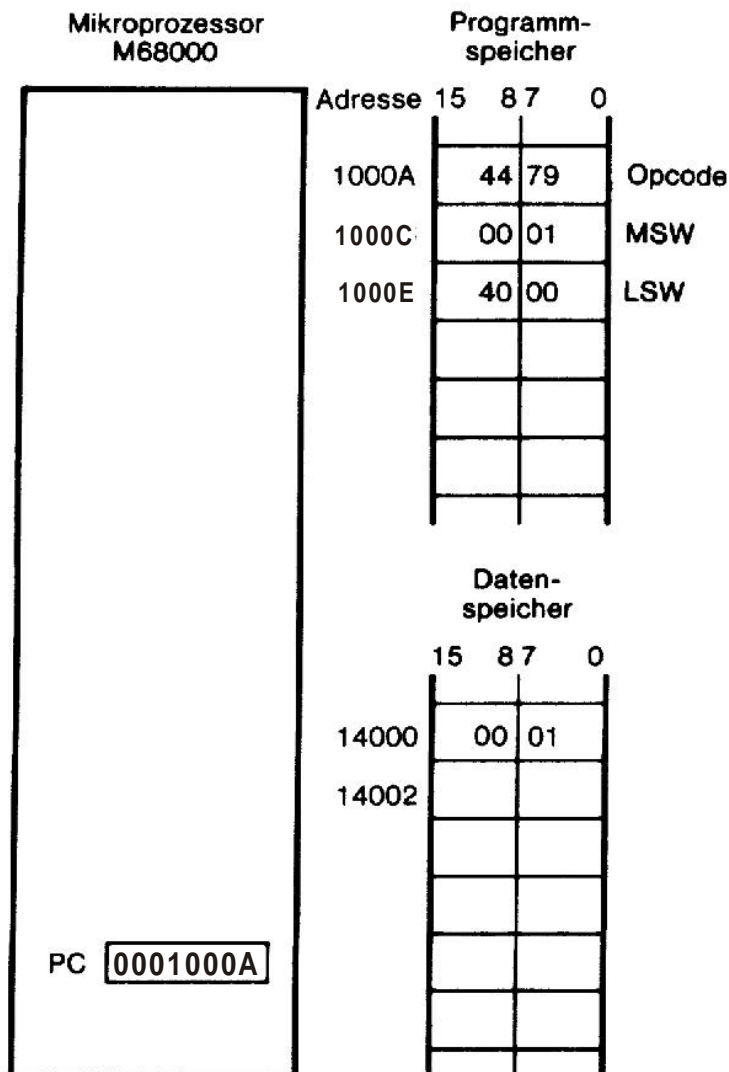 Mikroprozessor
M68000
Programm-
speicher
Adresse 15 8 7 0
1000A 44 79 Opcode
1000C 00 01 MSW
1000E 40 00 LSW
Daten-
speicher
15 8 7 0
14000 00 01
14002
PC 0001000A